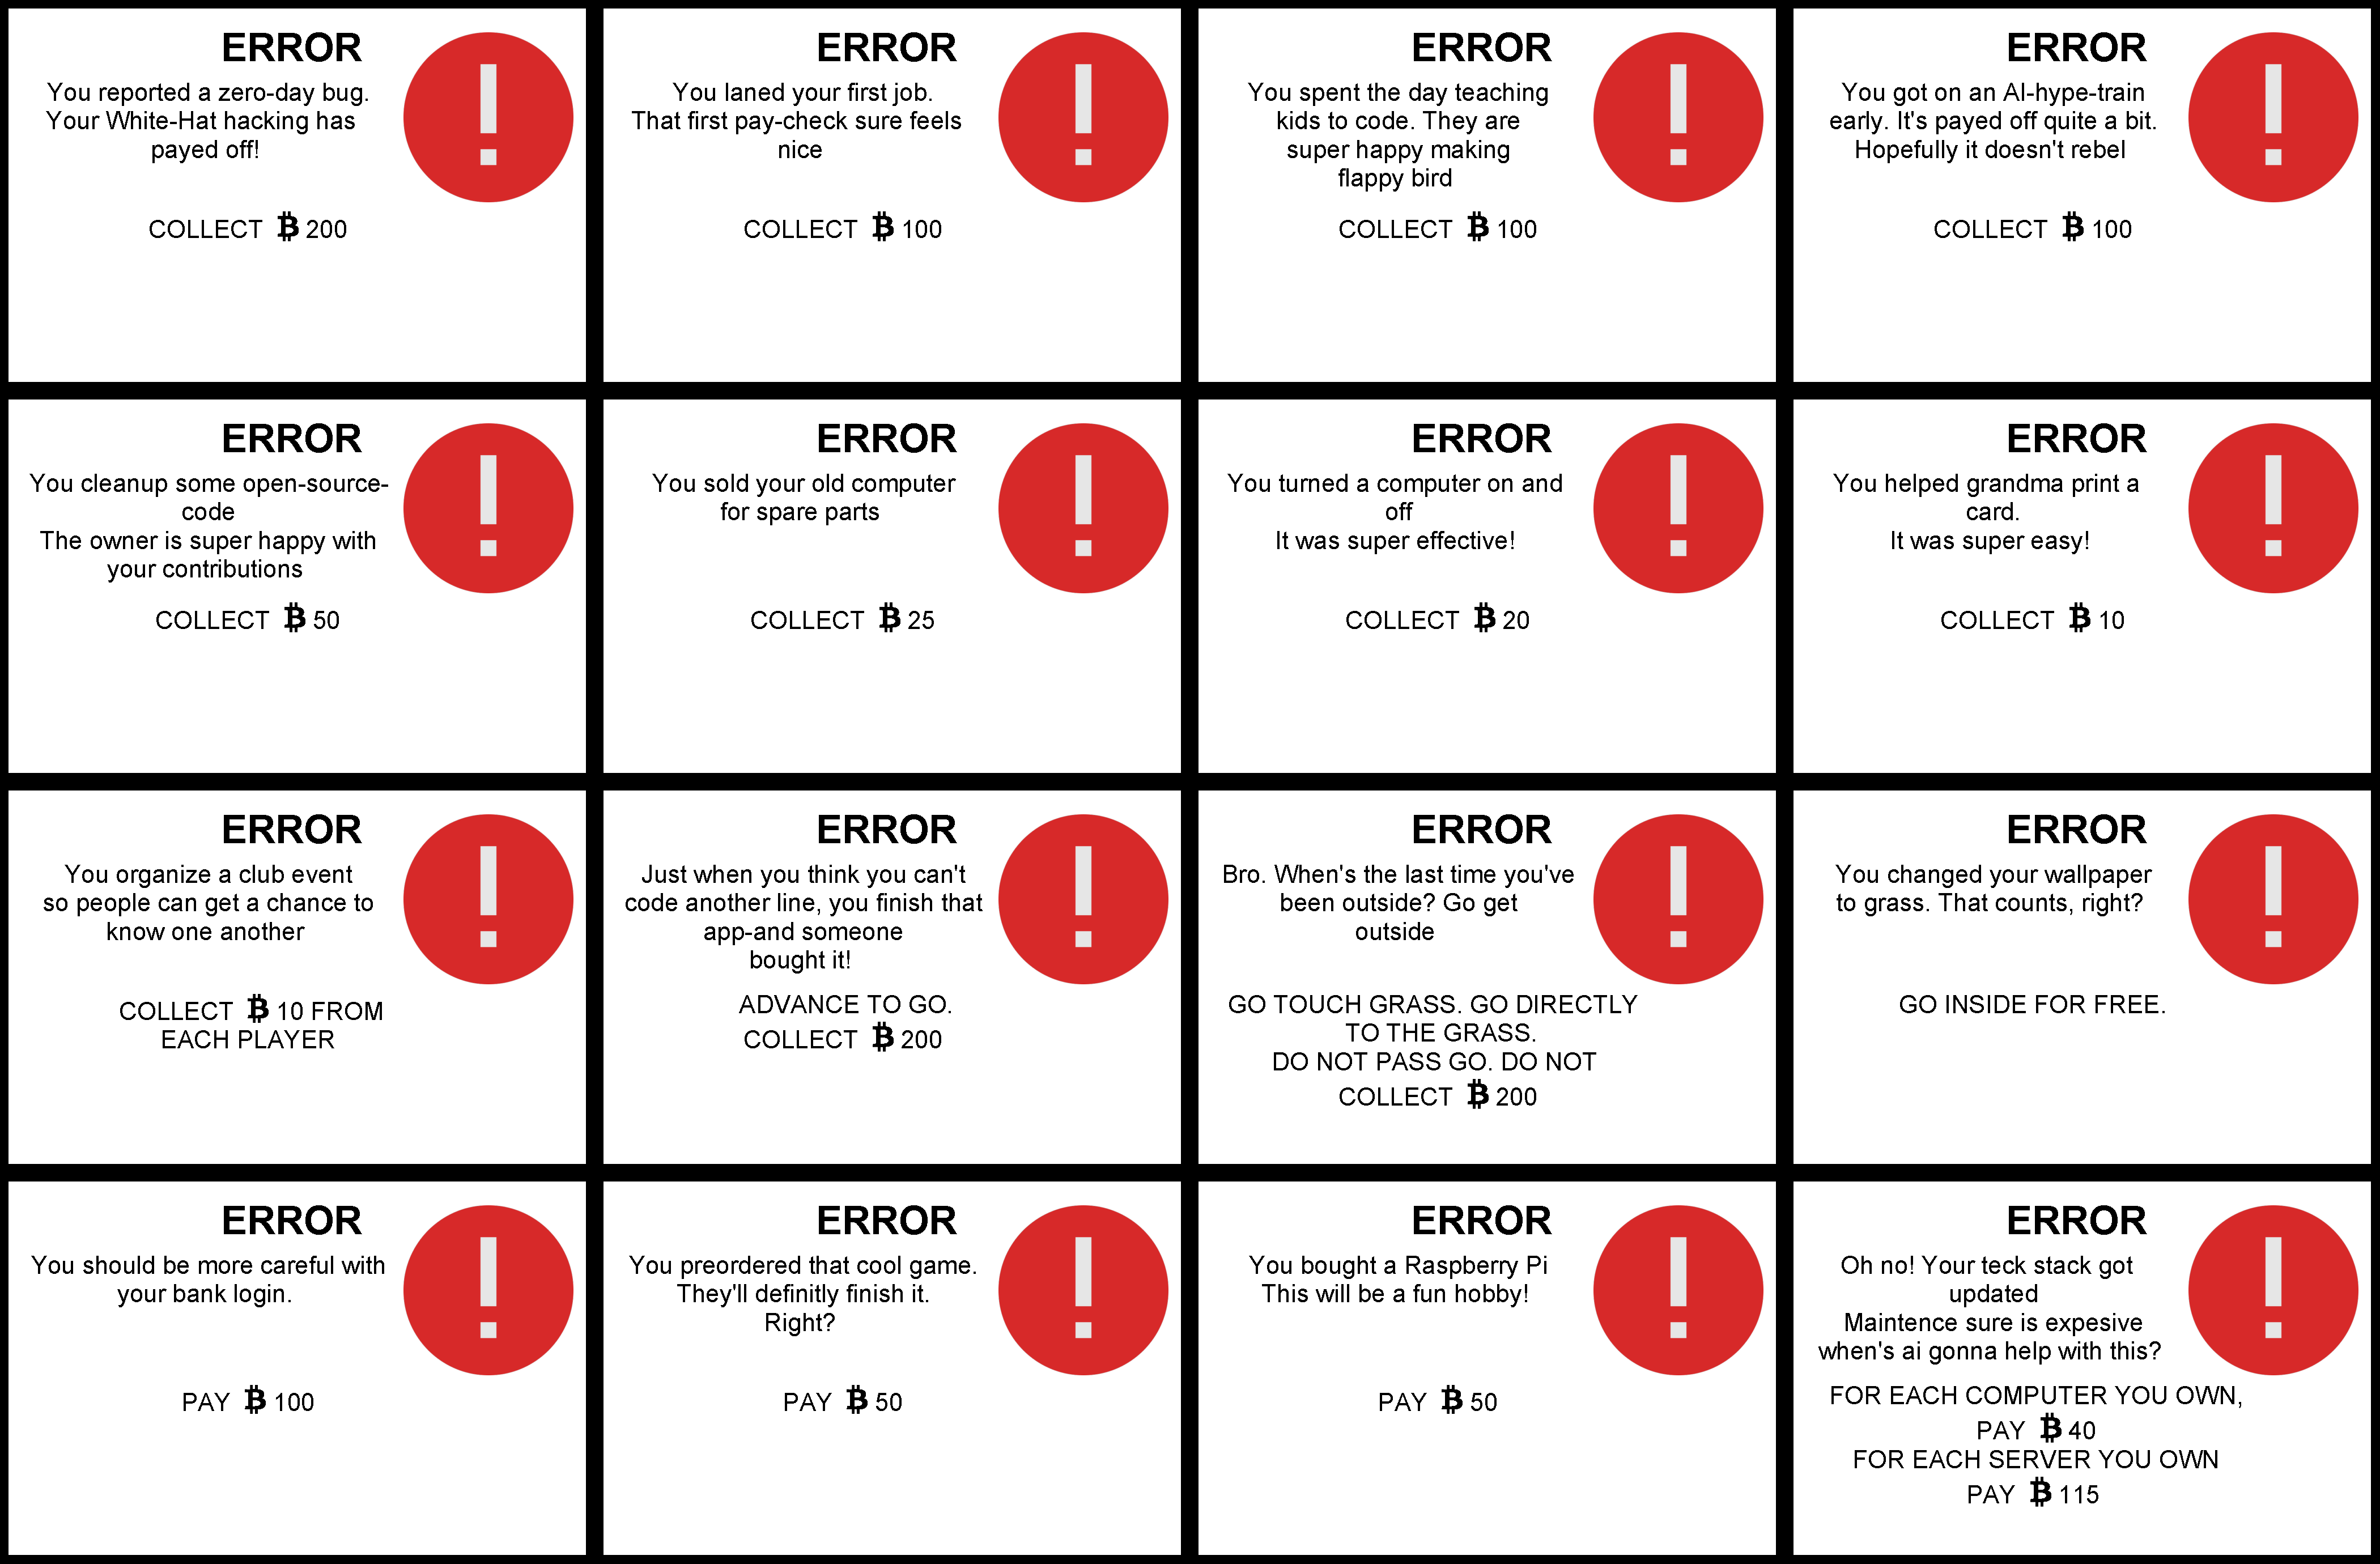 ERROR
You reported a zero-day bug.
Your White-Hat hacking has
payed off!
COLLECT ₿ 200
ERROR
You laned your first job.
That first pay-check sure feels
nice
COLLECT ₿ 100
ERROR
You spent the day teaching
kids to code. They are
super happy making
flappy bird
COLLECT ₿ 100
ERROR
You got on an AI-hype-train
early. It's payed off quite a bit.
Hopefully it doesn't rebel
COLLECT ₿ 100
ERROR
You cleanup some open-source-
code
The owner is super happy with
your contributions
COLLECT ₿ 50
ERROR
You sold your old computer
for spare parts
COLLECT ₿ 25
ERROR
You turned a computer on and
off
It was super effective!
COLLECT ₿ 20
ERROR
You helped grandma print a
card.
It was super easy!
COLLECT ₿ 10
ERROR
You organize a club event
so people can get a chance to
know one another
COLLECT ₿ 10 FROM
EACH PLAYER
ERROR
Just when you think you can't
code another line, you finish that
app-and someone
bought it!
ADVANCE TO GO.
COLLECT ₿ 200
ERROR
Bro. When's the last time you've
been outside? Go get
outside
GO TOUCH GRASS. GO DIRECTLY
TO THE GRASS.
DO NOT PASS GO. DO NOT
COLLECT ₿ 200
ERROR
You changed your wallpaper
to grass. That counts, right?
GO INSIDE FOR FREE.
ERROR
You should be more careful with
your bank login.
PAY ₿ 100
ERROR
You preordered that cool game.
They'll definitly finish it.
Right?
PAY ₿ 50
ERROR
You bought a Raspberry Pi
This will be a fun hobby!
PAY ₿ 50
ERROR
Oh no! Your teck stack got
updated
Maintence sure is expesive
when's ai gonna help with this?
FOR EACH COMPUTER YOU OWN,
PAY ₿ 40
FOR EACH SERVER YOU OWN
PAY ₿ 115